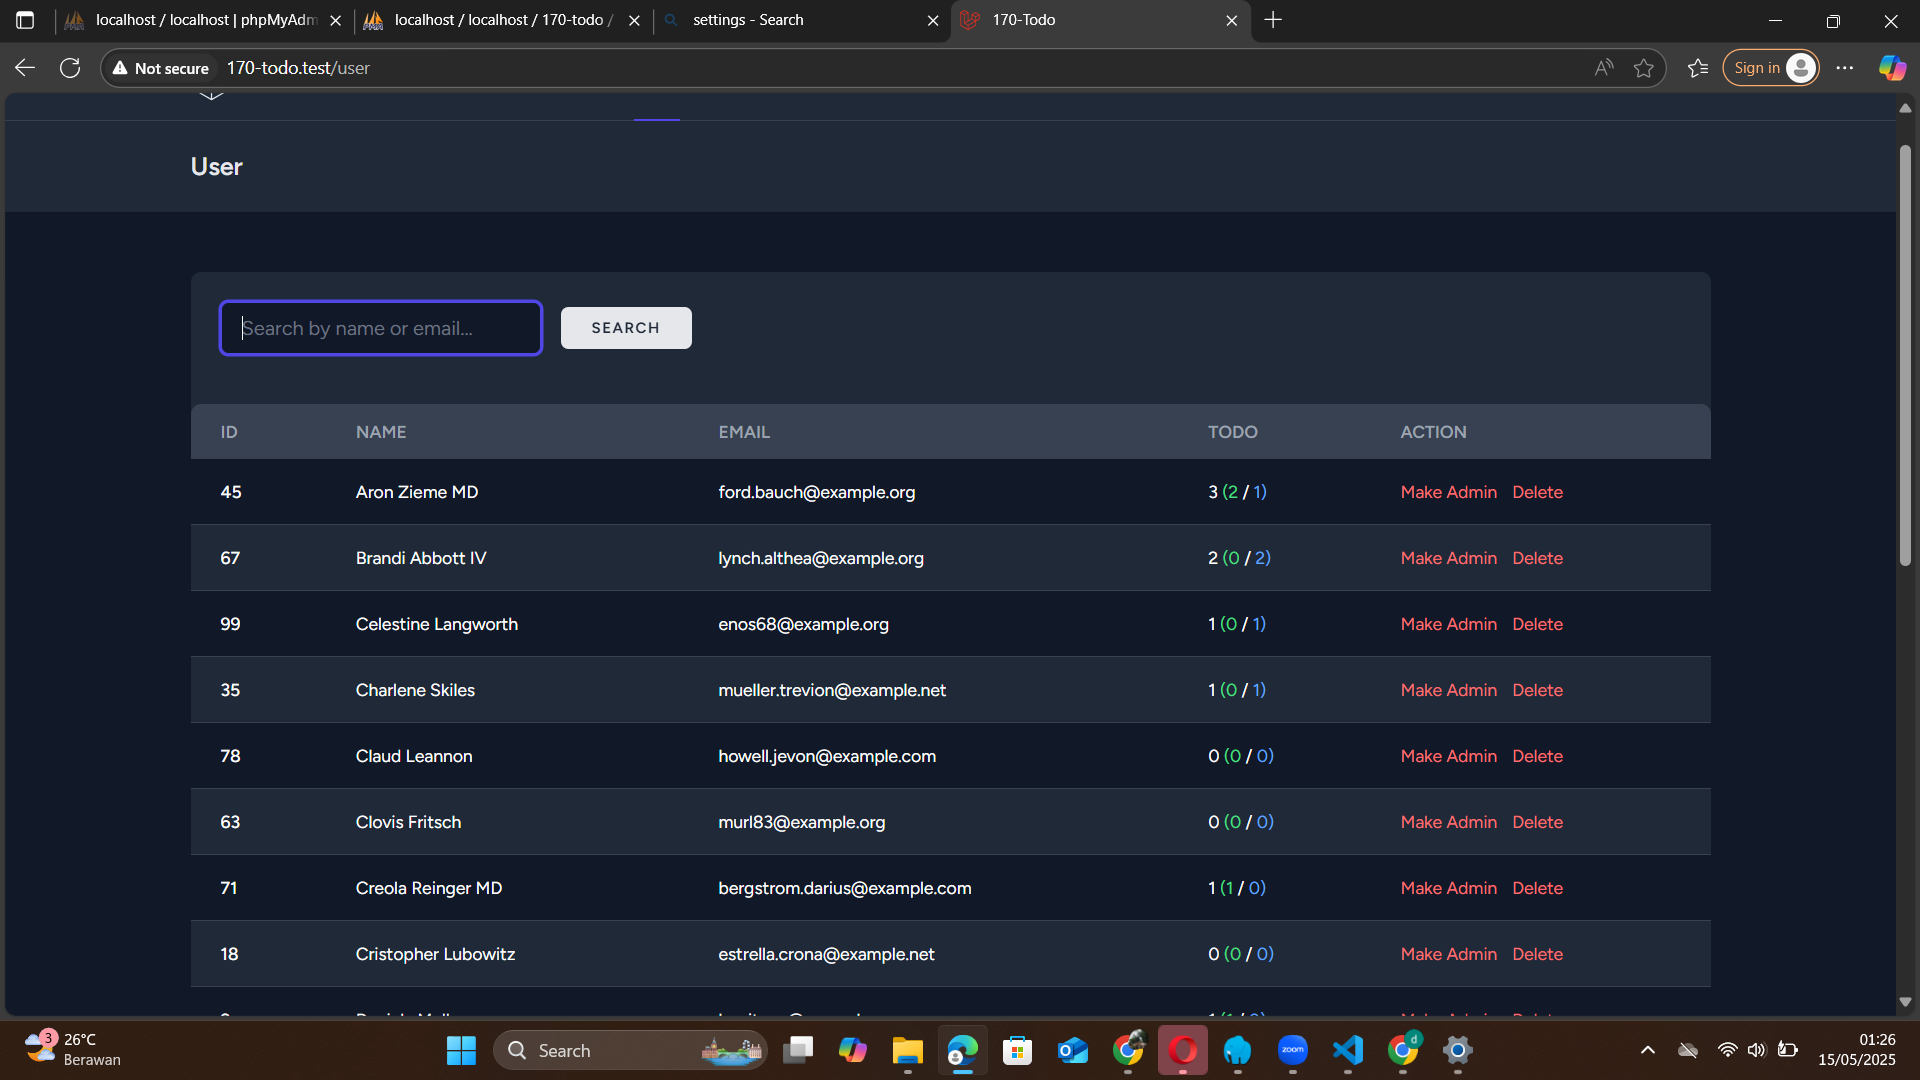 localhost / localhost | phpMyAdm
localhost / localhost / 170-todo /
settings - Search
170-Todo
Not secure
170-todo.test/user
Sign in
User
Search by name or email...
SEARCH
ID NAME EMAIL TODO ACTION
45 Aron Zieme MD ford.bauch@example.org 3 (2 / 1) Make Admin Delete
67 Brandi Abbott IV lynch.althea@example.org 2 (0 / 2) Make Admin Delete
99 Celestine Langworth enos68@example.org 1 (0 / 1) Make Admin Delete
35 Charlene Skiles mueller.trevion@example.net 1 (0 / 1) Make Admin Delete
78 Claud Leannon howell.jevon@example.com 0 (0 / 0) Make Admin Delete
63 Clovis Fritsch murl83@example.org 0 (0 / 0) Make Admin Delete
71 Creola Reinger MD bergstrom.darius@example.com 1 (1 / 0) Make Admin Delete
18 Cristopher Lubowitz estrella.crona@example.net 0 (0 / 0) Make Admin Delete
3
26°C
Berawan
Search
zoom
d
01:26
15/05/2025